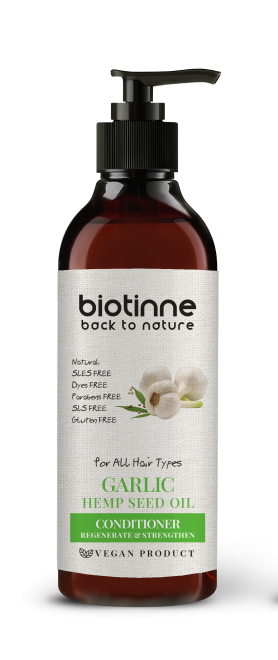 biotinne
back to nature
Natural
SLES FREE
Dyes FREE
Parabens FREE
SLS FREE
Gluten FREE
for All Hair Types
GARLIC
HEMP SEED OIL
CONDITIONER
REGENERATE & STRENGTHEN
VEGAN PRODUCT